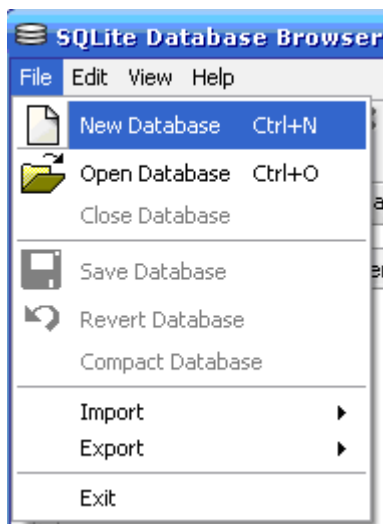 SQLite Database Browser
File Edit View Help
New Database Ctrl+N
Open Database Ctrl+O
Close Database
Save Database
Revert Database
Compact Database
Import
Export
Exit